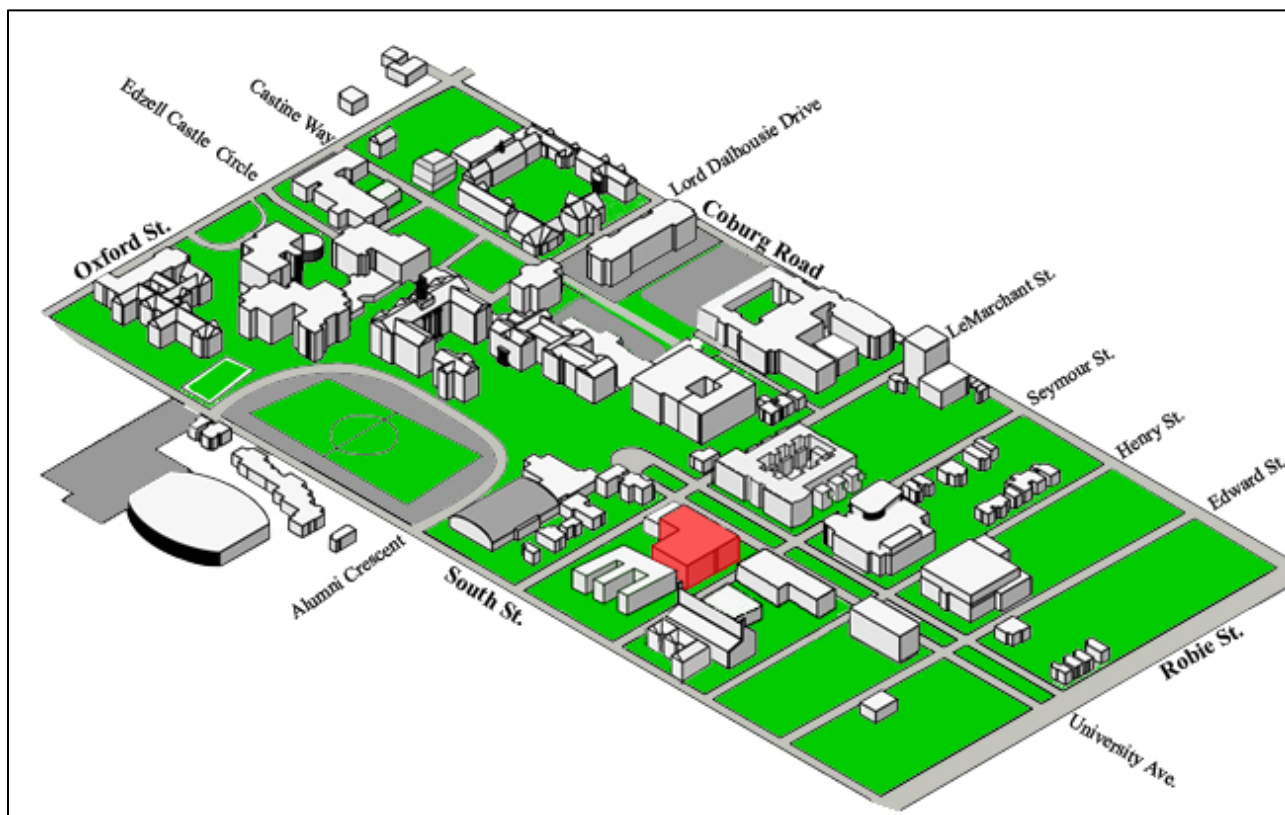 Castine Way
Edzell Castle Circle
Lord Dalhousie Drive
Oxford St.
Coburg Road
LeMarchant St.
Seymour St.
Henry St.
Edward St.
Alumni Crescent
South St.
Robie St.
University Ave.